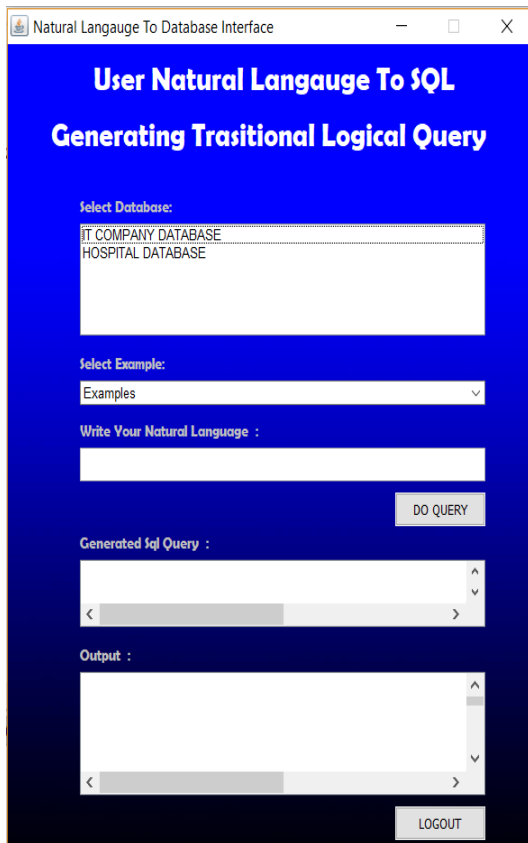 Natural Langauge To Database Interface
User Natural Langauge To SQL
Generating Trasitional Logical Query
Select Database:
IT COMPANY DATABASE
HOSPITAL DATABASE
Select Example:
Examples
Write Your Natural Language :
DO QUERY
Generated Sql Query :
Output :
LOGOUT